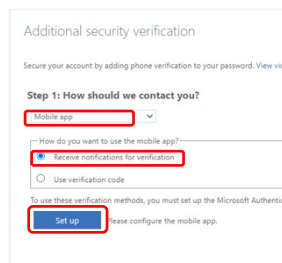 Additional security verification
Secure your account by adding phone verification to your password. View
Step 1: How should we contact you?
Mobile app
How do you want to use the mobile app?
Receive notifications for verification
Use verification code
To use these verification methods, you must set up the Microsoft
Set up
Please configure the mobile app.